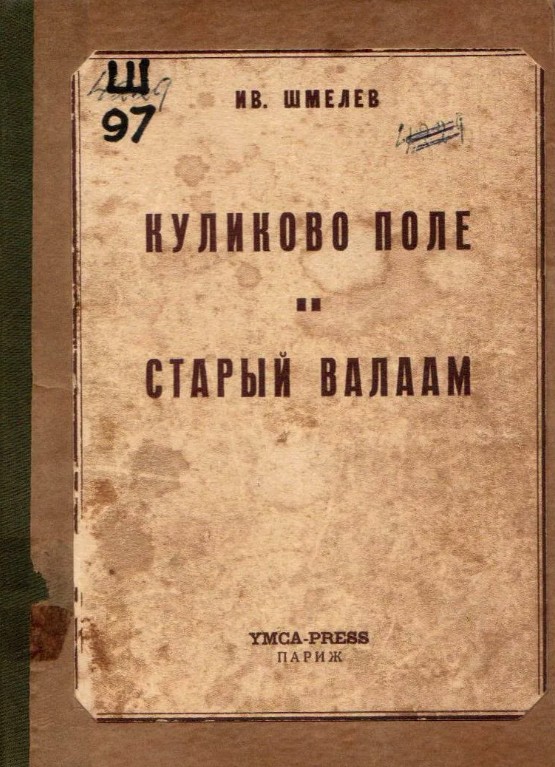 Ш
97
ИВ. ШМЕЛЕВ
КУЛИКОВО ПОЛЕ
СТАРЫЙ ВАЛААМ
YMCA-PRESS
ПАРИЖ